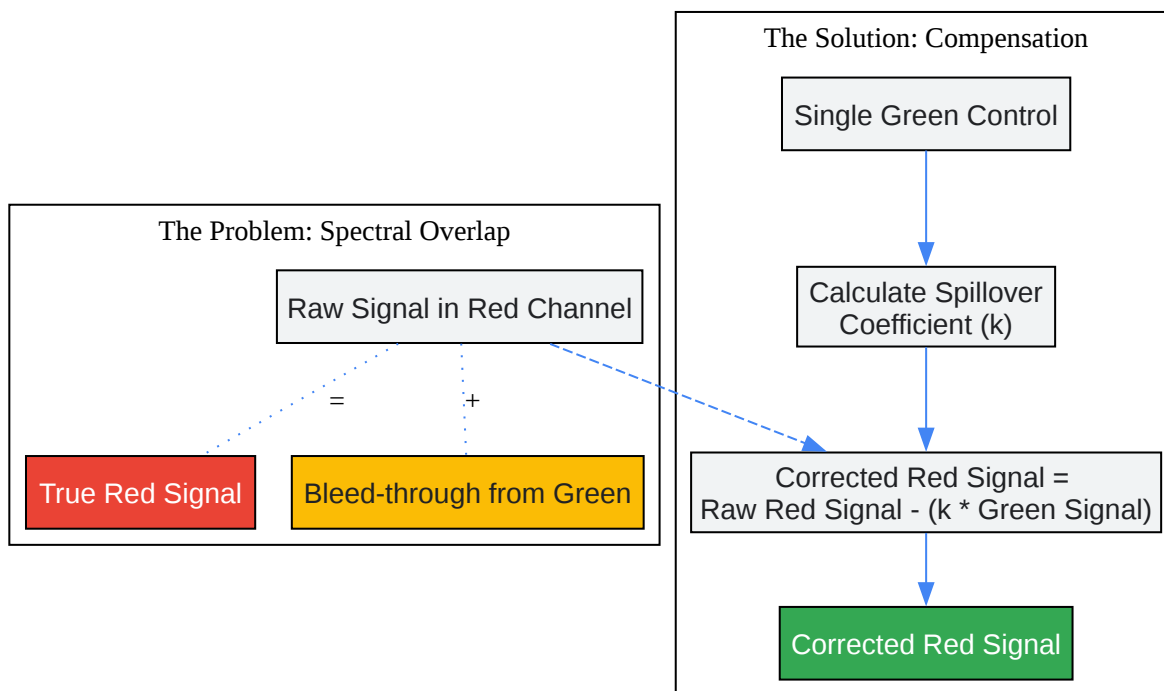 The Problem: Spectral Overlap
Raw Signal in Red Channel
=
+
True Red Signal
Bleed-through from Green
The Solution: Compensation
Single Green Control
Calculate Spillover
Coefficient (k)
Corrected Red Signal =
Raw Red Signal - (k * Green Signal)
Corrected Red Signal